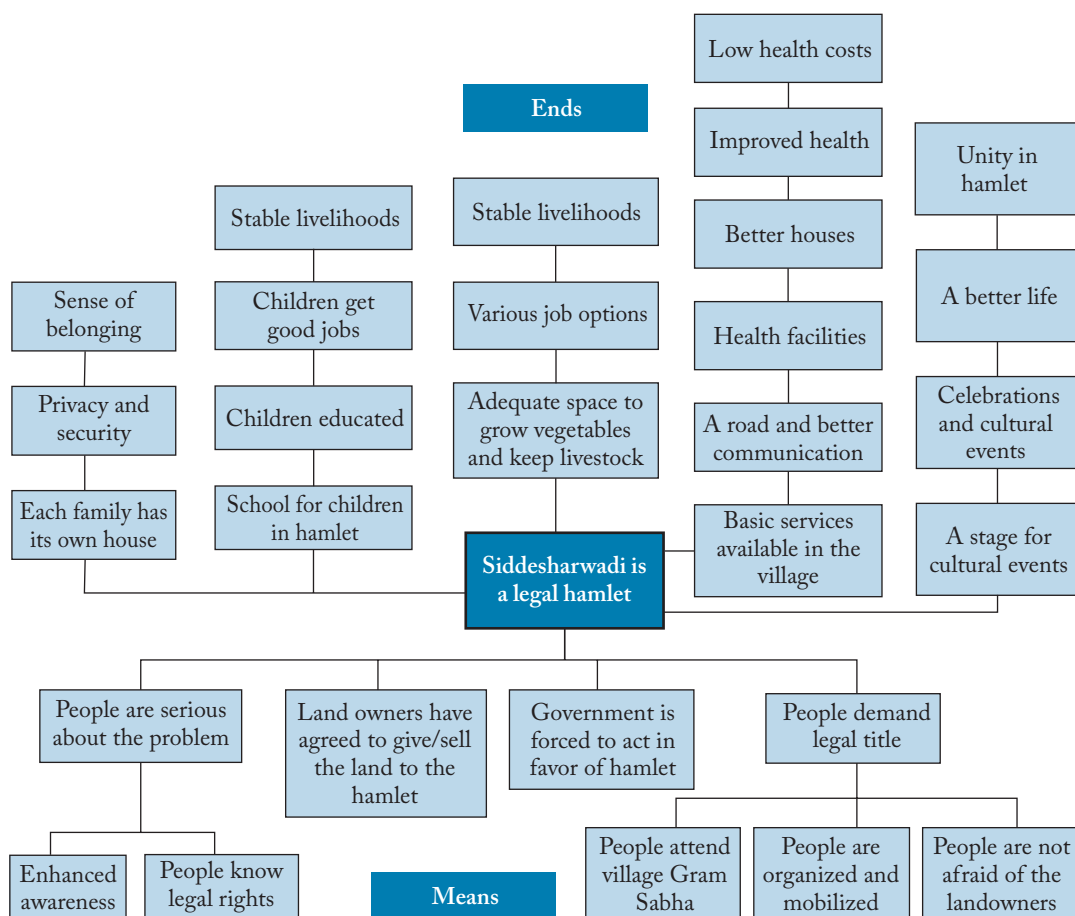 Low health costs
Ends
Improved health
Unity in
hamlet
Stable livelihoods
Stable livelihoods
Better houses
Sense of
belonging
Children get
good jobs
Various job options
Health facilities
A better life
Privacy and
security
Children educated
Adequate space to
grow vegetables
and keep livestock
A road and better
communication
Celebrations
and cultural
events
Each family has
its own house
School for children
in hamlet
Siddesharwadi is
a legal hamlet
Basic services
available in the
village
A stage for
cultural events
People are serious
about the problem
Land owners have
agreed to give/sell
the land to the
hamlet
Government is
forced to act in
favor of hamlet
People demand
legal title
Enhanced
awareness
People know
legal rights
Means
People attend
village Gram
Sabha
People are
organized and
mobilized
People are not
afraid of the
landowners